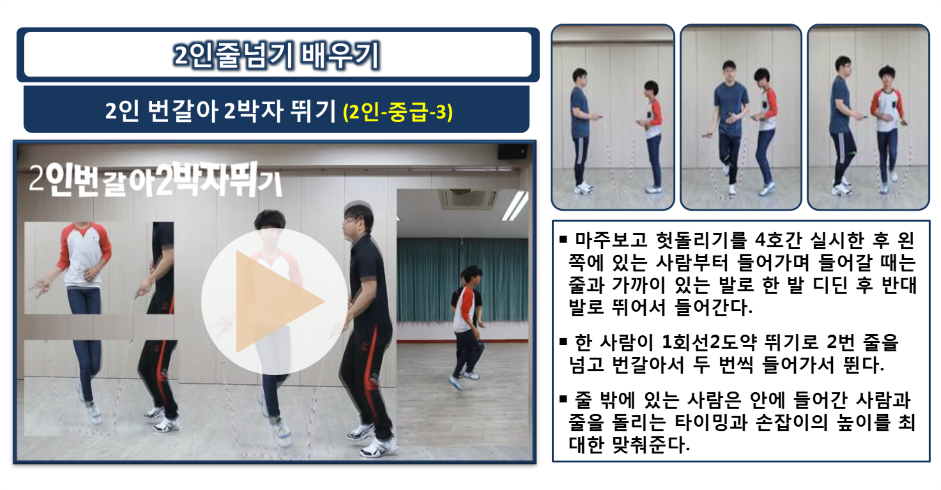 2인줄넘기 배우기
2인 번갈아 2박자 뛰기 (2인-중급-3)
2인번갈아2박자뛰기
▪ 마주보고 헛돌리기를 4호간 실시한 후 왼
쪽에 있는 사람부터 들어가며 들어갈 때는
줄과 가까이 있는 발로 한 발 디딘 후 반대
발로 뛰어서 들어간다.
▪ 한 사람이 1회선2도약 뛰기로 2번 줄을
넘고 번갈아서 두 번씩 들어가서 뛴다.
▪ 줄 밖에 있는 사람은 안에 들어간 사람과
줄을 돌리는 타이밍과 손잡이의 높이를 최
대한 맞춰준다.